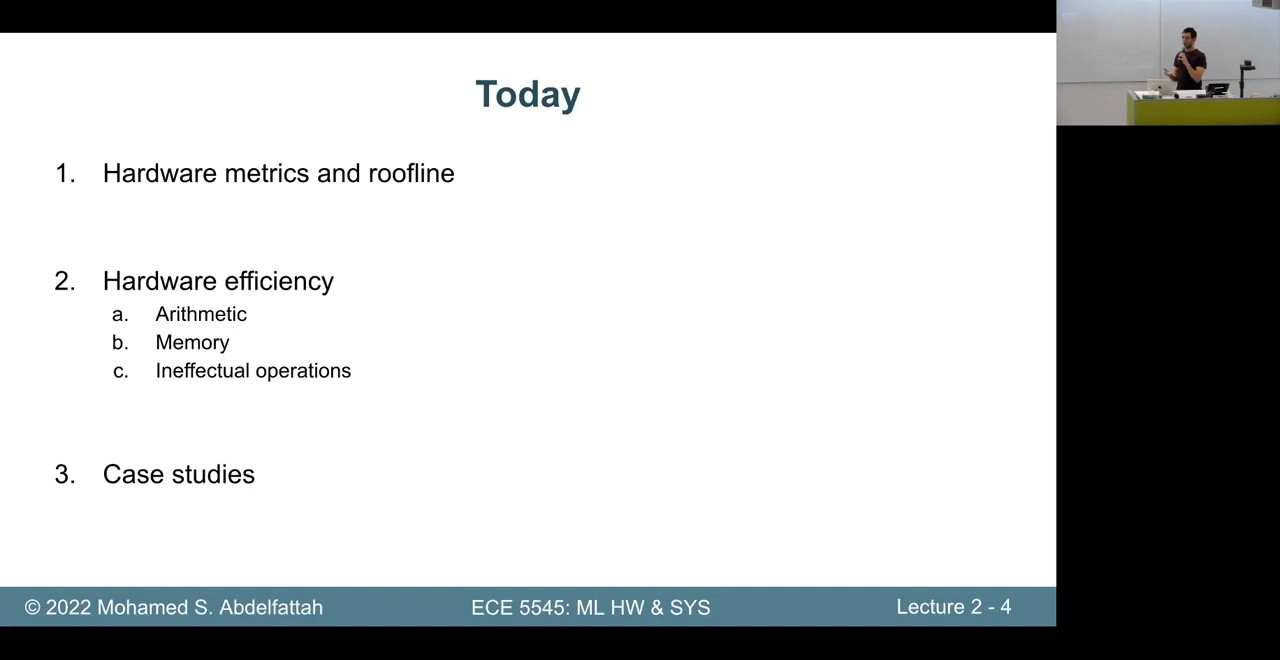 Today
1. Hardware metrics and roofline
2. Hardware efficiency
a. Arithmetic
b. Memory
c. Ineffectual operations
3. Case studies
© 2022 Mohamed S. Abdelfattah
ECE 5545: ML HW & SYS
Lecture 2 - 4